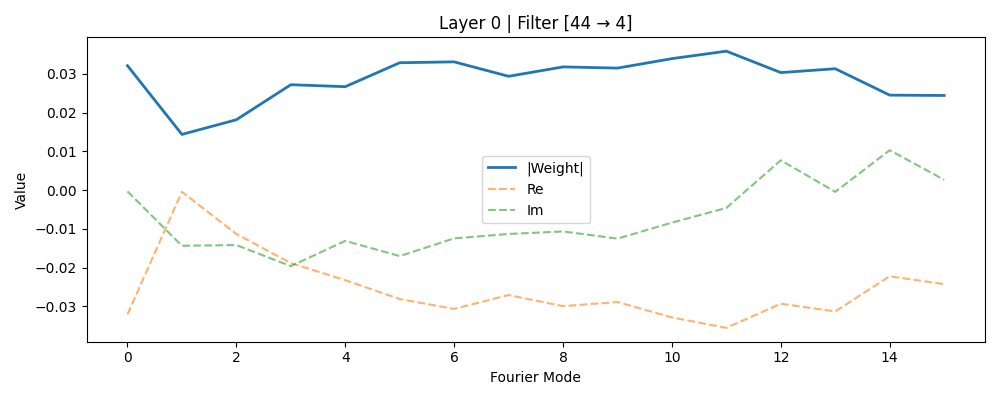 Layer 0 | Filter [44 → 4]
0.03
0.02
0.01
0.00
−0.01
−0.02
−0.03
Value
|Weight|
Re
Im
0 2 4 6 8 10 12 14
Fourier Mode